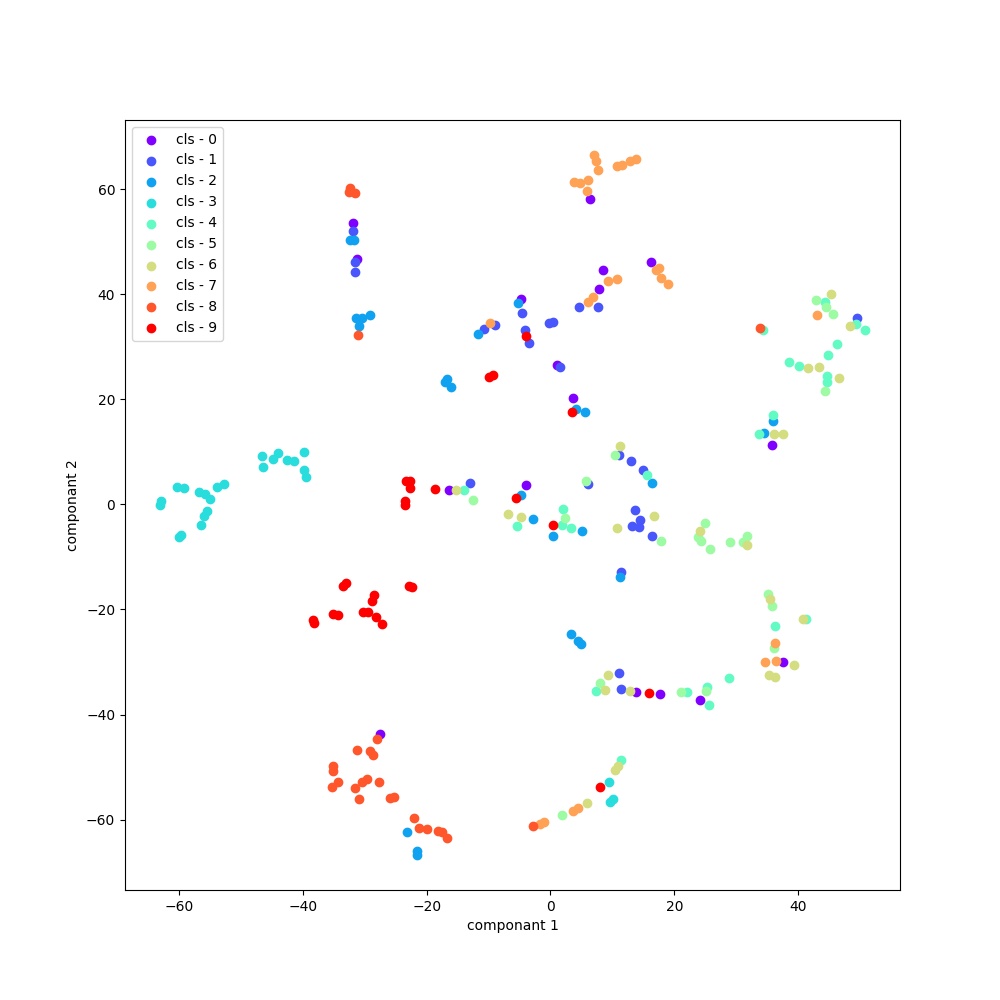 cls - 0
cls - 1
cls - 2
cls - 3
cls - 4
cls - 5
cls - 6
cls - 7
cls - 8
cls - 9
60
40
20
0
−20
−40
−60
componant 2
−60 −40 −20 0 20 40
componant 1